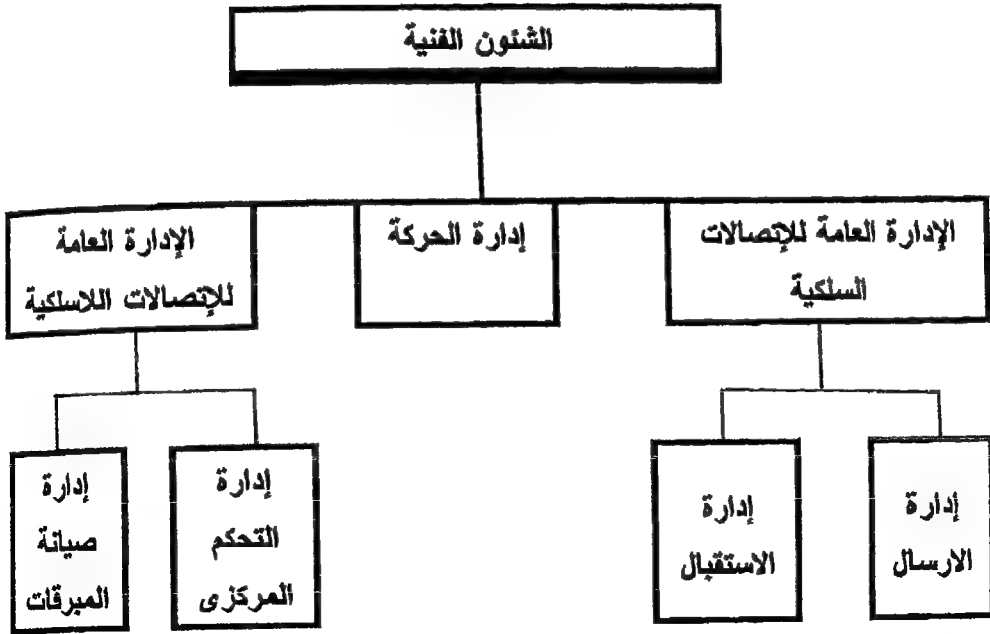 الشئون الفنية
الإدارة العامة للإتصالات
السلكية
إدارة الحركة
الإدارة العامة
للإتصالات اللاسلكية
إدارة
الارسال
إدارة
الاستقبال
إدارة
التحكم
المركزى
إدارة
صيانة
المبرقات